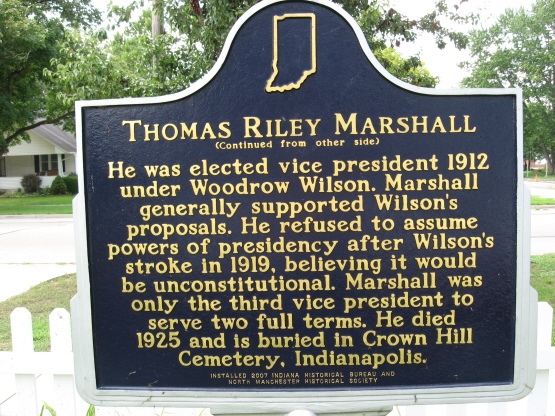 THOMAS RILEY MARSHALL
(Continued from other side)
He was elected vice president 1912
under Woodrow Wilson. Marshall
generally supported Wilson's
proposals. He refused to assume
powers of presidency after Wilson's
stroke in 1919, believing it would
be unconstitutional. Marshall was
only the third vice president to
serve two full terms. He died
1925 and is buried in Crown Hill
Cemetery, Indianapolis.
INSTALLED 2007 INDIANA HISTORICAL BUREAU AND
NORTH MANCHESTER HISTORICAL SOCIETY